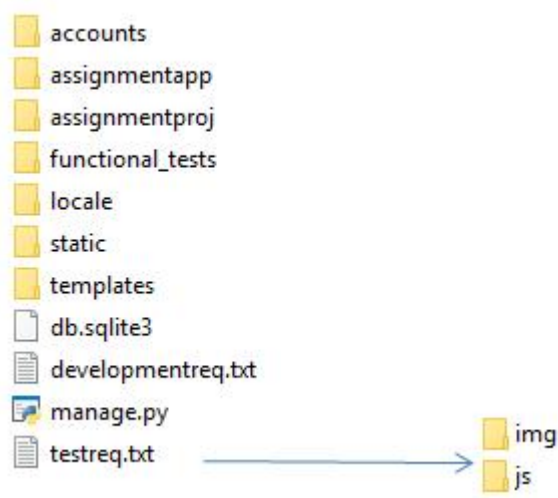 accounts
assignmentapp
assignmentproj
functional_tests
locale
static
templates
db.sqlite3
developmentreq.txt
manage.py
testreq.txt
img
js